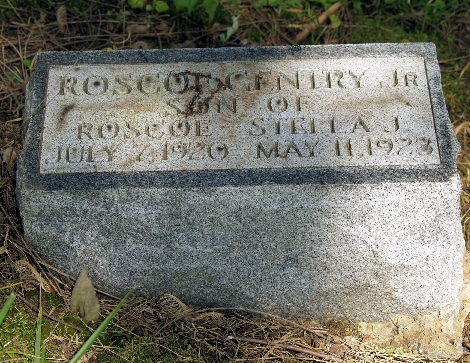 ROSCOE GENTRY, JR
SON OF
ROSCOE STELLA J.
JULY 7, 1920 MAY 11, 1923